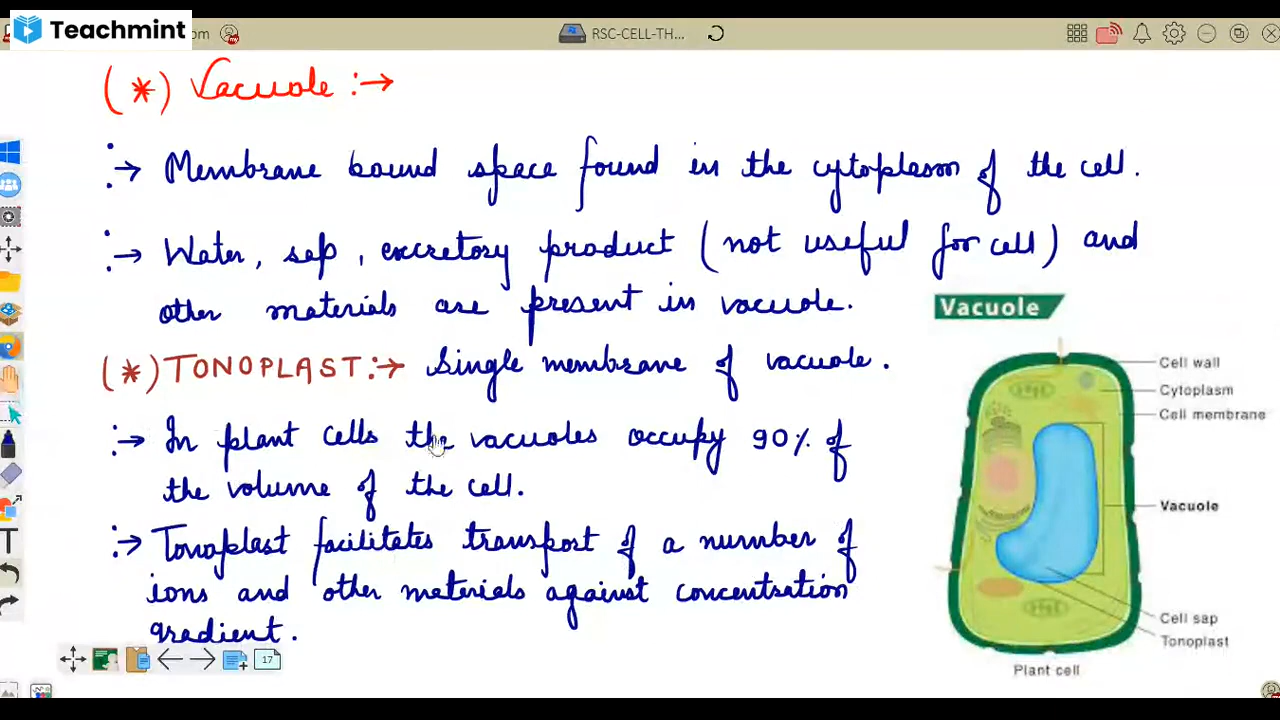 Teachmint
om
RSC-CELL-TH...
(*) Vacuole :→
:→ Membrane bound space found in the cytoplasm of the cell.
:→ Water, sap, excretory product (not useful for cell) and
other materials are present in vacuole.
(*) TONOPLAST :→ Single membrane of vacuole.
:→ In plant cells the vacuoles occupy 90% of
the volume of the cell.
:→ Tonoplast facilitates transport of a number of
ions and other materials against concentration
gradient.
Vacuole
Cell wall
Cytoplasm
Cell membrane
Vacuole
Cell sap
Tonoplast
Plant cell
T
17